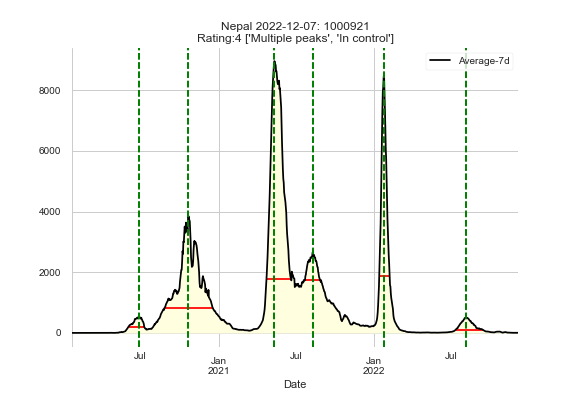 Nepal 2022-12-07: 1000921
Rating:4 ['Multiple peaks', 'In control']
Average-7d
8000
6000
4000
2000
0
Jul
Jan
2021
Jul
Jan
2022
Jul
Date